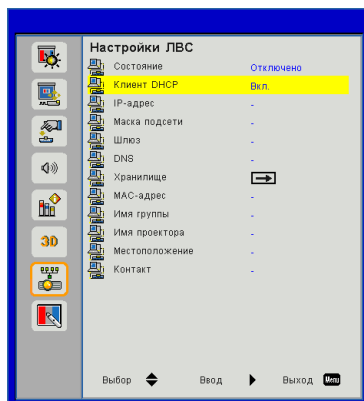 Настройки ЛВС
Состояние Отключено
Клиент DHCP Вкл.
IP-адрес -
Маска подсети -
Шлюз -
DNS -
Хранилище
MAC-адрес -
Имя группы -
Имя проектора -
Местоположение -
Контакт -
3D
Выбор Ввод Выход Menu